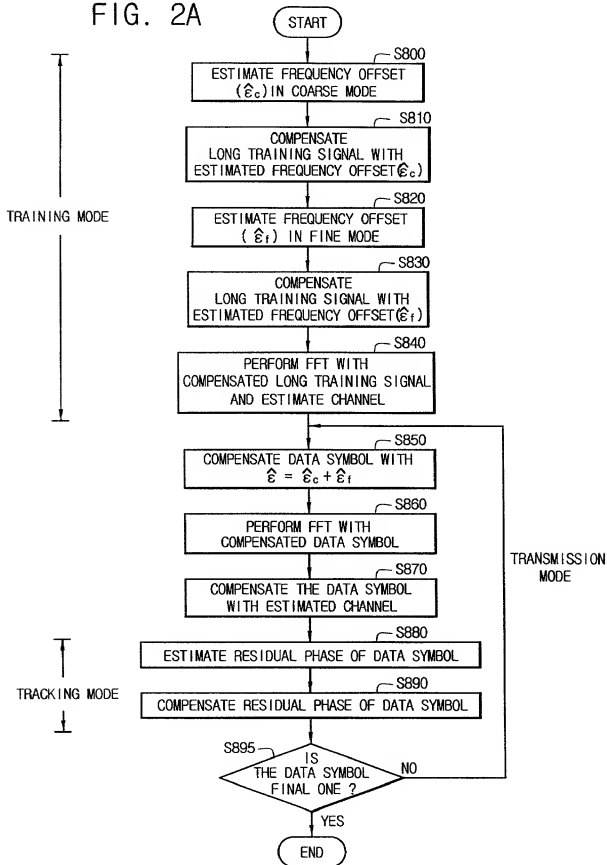 FIG. 2A
START
S800
ESTIMATE FREQUENCY OFFSET
(ε̂c) IN COARSE MODE
S810
COMPENSATE
LONG TRAINING SIGNAL WITH
ESTIMATED FREQUENCY OFFSET(ε̂c)
TRAINING MODE
S820
ESTIMATE FREQUENCY OFFSET
(ε̂f) IN FINE MODE
S830
COMPENSATE
LONG TRAINING SIGNAL WITH
ESTIMATED FREQUENCY OFFSET(ε̂f)
S840
PERFORM FFT WITH
COMPENSATED LONG TRAINING SIGNAL
AND ESTIMATE CHANNEL
S850
COMPENSATE DATA SYMBOL WITH
ε̂ = ε̂c + ε̂f
S860
PERFORM FFT WITH
COMPENSATED DATA SYMBOL
TRANSMISSION
MODE
S870
COMPENSATE THE DATA SYMBOL
WITH ESTIMATED CHANNEL
S880
ESTIMATE RESIDUAL PHASE OF DATA SYMBOL
TRACKING MODE
S890
COMPENSATE RESIDUAL PHASE OF DATA SYMBOL
S895
IS
THE DATA SYMBOL
FINAL ONE ?
NO
YES
END